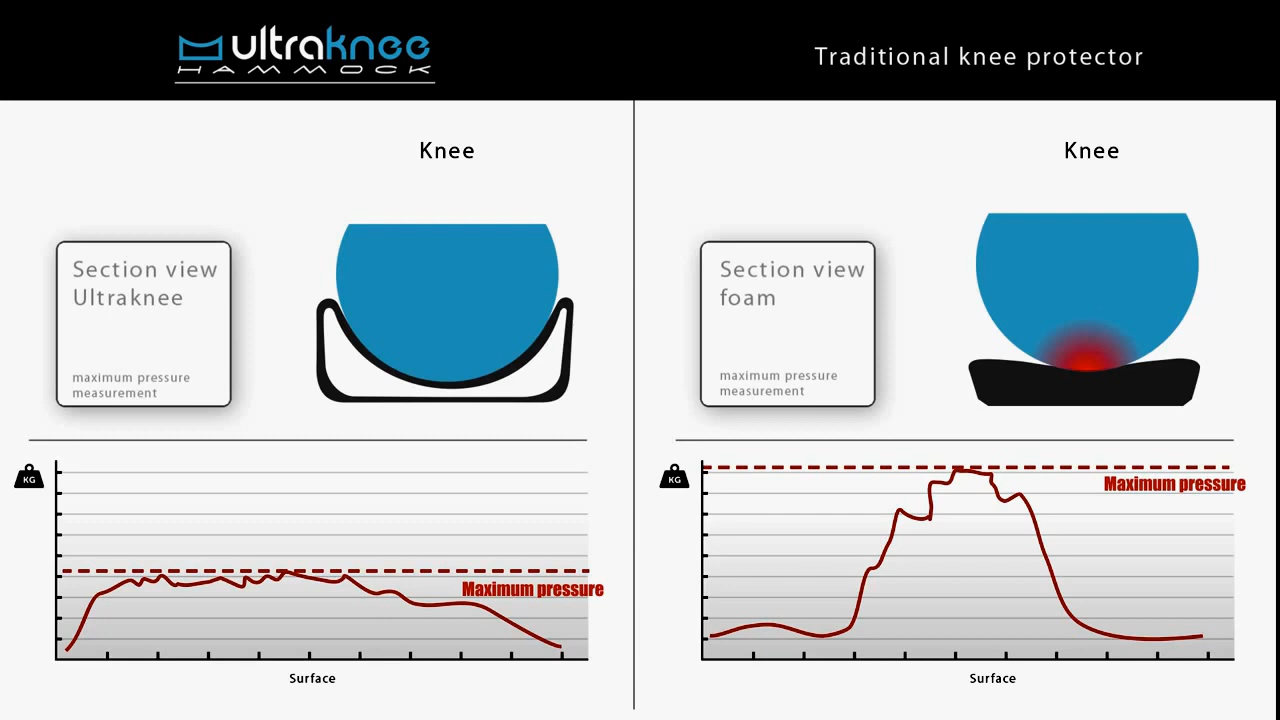 ultraknee
HAMMOCK
Traditional knee protector
Knee
Section view
Ultraknee
maximum pressure
measurement
KG
Maximum pressure
Surface
Knee
Section view
foam
maximum pressure
measurement
KG
Maximum pressure
Surface